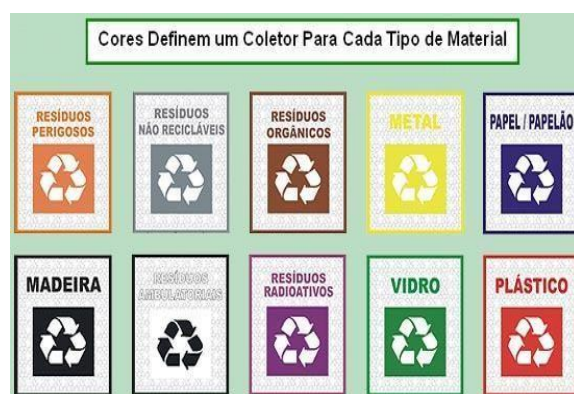 Cores Definem um Coletor Para Cada Tipo de Material
RESÍDUOS
PERIGOSOS
RESÍDUOS
NÃO RECICLÁVEIS
RESÍDUOS
ORGÂNICOS
METAL
PAPEL / PAPELÃO
MADEIRA
RESÍDUOS
AMBULATORIAIS
RESÍDUOS
RADIOATIVOS
VIDRO
PLÁSTICO